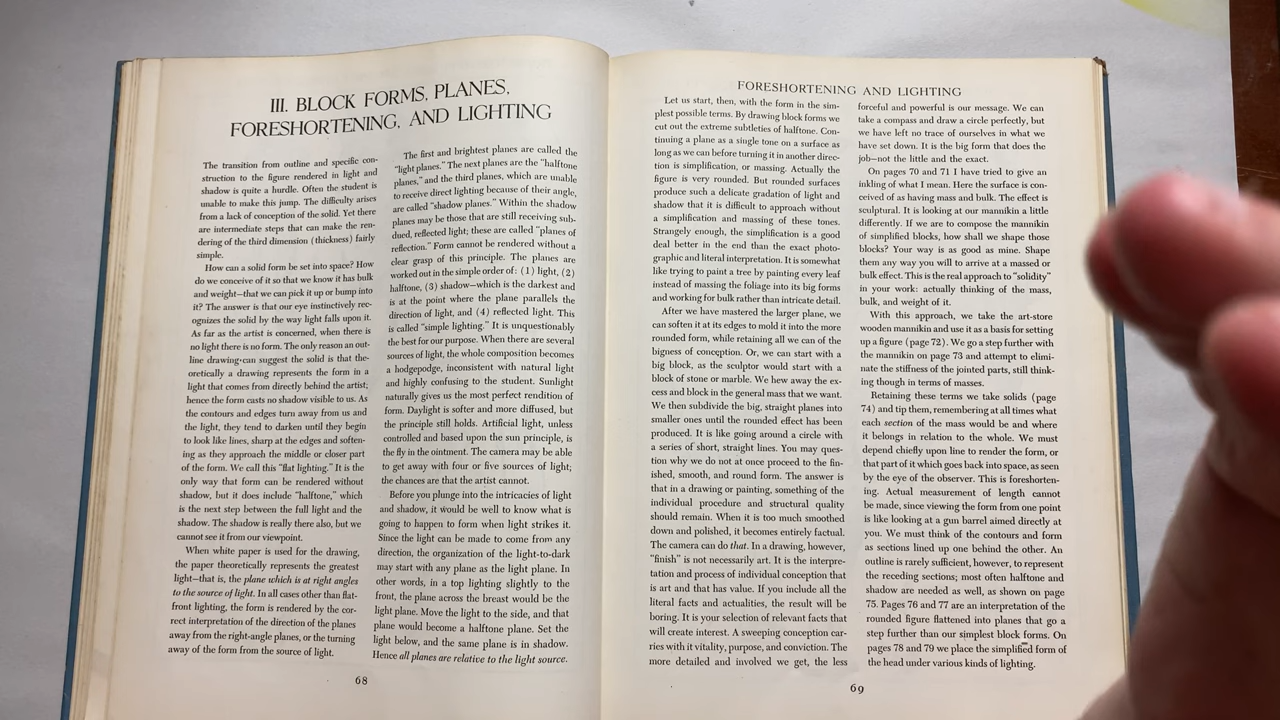 III. BLOCK FORMS, PLANES,
FORESHORTENING, AND LIGHTING
The transition from outline and specific con-
struction to the figure rendered in light and
shadow is quite a hurdle. Often the student is
unable to make this jump. The difficulty arises
from a lack of conception of the solid. Yet there
are intermediate steps that can make the ren-
dering of the third dimension (thickness) fairly
simple.
How can a solid form be set into space? How
do we conceive of it so that we know it has bulk
and weight—that we can pick it up or bump into
it? The answer is that our eye instinctively rec-
ognizes the solid by the way light falls upon it.
As far as the artist is concerned, when there is
no light there is no form. The only reason an out-
line drawing can suggest the solid is that the-
oretically a drawing represents the form in a
light that comes from directly behind the artist;
hence the form casts no shadow visible to us. As
the contours and edges turn away from us and
the light, they tend to darken until they begin
to look like lines, sharp at the edges and soften-
ing as they approach the middle or closer part
of the form. We call this "flat lighting." It is the
only way that form can be rendered without
shadow, but it does include "halftone," which
is the next step between the full light and the
shadow. The shadow is really there also, but we
cannot see it from our viewpoint.
When white paper is used for the drawing,
the paper theoretically represents the greatest
light—that is, the plane which is at right angles
to the source of light. In all cases other than flat-
front lighting, the form is rendered by the cor-
rect interpretation of the direction of the planes
away from the right-angle planes, or the turning
away of the form from the source of light.
The first and brightest planes are called the
"light planes." The next planes are the "halftone
planes," and the third planes, which are unable
to receive direct lighting because of their angle,
are called "shadow planes." Within the shadow
planes may be those that are still receiving sub-
dued, reflected light; these are called "planes of
reflection." Form cannot be rendered without a
clear grasp of this principle. The planes are
worked out in the simple order of: (1) light, (2)
halftone, (3) shadow—which is the darkest and
is at the point where the plane parallels the
direction of light, and (4) reflected light. This
is called "simple lighting." It is unquestionably
the best for our purpose. When there are several
sources of light, the whole composition becomes
a hodgepodge, inconsistent with natural light
and highly confusing to the student. Sunlight
naturally gives us the most perfect rendition of
form. Daylight is softer and more diffused, but
the principle still holds. Artificial light, unless
controlled and based upon the sun principle, is
the fly in the ointment. The camera may be able
to get away with four or five sources of light;
the chances are that the artist cannot.
Before you plunge into the intricacies of light
and shadow, it would be well to know what is
going to happen to form when light strikes it.
Since the light can be made to come from any
direction, the organization of the light-to-dark
may start with any plane as the light plane. In
other words, in a top lighting slightly to the
front, the plane across the breast would be the
light plane. Move the light to the side, and that
plane would become a halftone plane. Set the
light below, and the same plane is in shadow.
Hence all planes are relative to the light source.
68
FORESHORTENING AND LIGHTING
Let us start, then, with the form in the sim-
plest possible terms. By drawing block forms we
cut out the extreme subtleties of halftone. Con-
tinuing a plane as a single tone on a surface as
long as we can before turning it in another direc-
tion is simplification, or massing. Actually the
figure is very rounded. But rounded surfaces
produce such a delicate gradation of light and
shadow that it is difficult to approach without
a simplification and massing of these tones.
Strangely enough, the simplification is a good
deal better in the end than the exact photo-
graphic and literal interpretation. It is somewhat
like trying to paint a tree by painting every leaf
instead of massing the foliage into its big forms
and working for bulk rather than intricate detail.
After we have mastered the larger plane, we
can soften it at its edges to mold it into the more
rounded form, while retaining all we can of the
bigness of conception. Or, we can start with a
big block, as the sculptor would start with a
block of stone or marble. We hew away the ex-
cess and block in the general mass that we want.
We then subdivide the big, straight planes into
smaller ones until the rounded effect has been
produced. It is like going around a circle with
a series of short, straight lines. You may ques-
tion why we do not at once proceed to the fin-
ished, smooth, and round form. The answer is
that in a drawing or painting, something of the
individual procedure and structural quality
should remain. When it is too much smoothed
down and polished, it becomes entirely factual.
The camera can do that. In a drawing, however,
"finish" is not necessarily art. It is the interpre-
tation and process of individual conception that
is art and that has value. If you include all the
literal facts and actualities, the result will be
boring. It is your selection of relevant facts that
will create interest. A sweeping conception car-
ries with it vitality, purpose, and conviction. The
more detailed and involved we get, the less
forceful and powerful is our message. We can
take a compass and draw a circle perfectly, but
we have left no trace of ourselves in what we
have set down. It is the big form that does the
job—not the little and the exact.
On pages 70 and 71 I have tried to give an
inkling of what I mean. Here the surface is con-
ceived of as having mass and bulk. The effect is
sculptural. It is looking at our mannikin a little
differently. If we are to compose the mannikin
of simplified blocks, how shall we shape those
blocks? Your way is as good as mine. Shape
them any way you will to arrive at a massed or
bulk effect. This is the real approach to "solidity"
in your work: actually thinking of the mass,
bulk, and weight of it.
With this approach, we take the art-store
wooden mannikin and use it as a basis for setting
up a figure (page 72). We go a step further with
the mannikin on page 73 and attempt to elimi-
nate the stiffness of the jointed parts, still think-
ing though in terms of masses.
Retaining these terms we take solids (page
74) and tip them, remembering at all times what
each section of the mass would be and where
it belongs in relation to the whole. We must
depend chiefly upon line to render the form, or
that part of it which goes back into space, as seen
by the eye of the observer. This is foreshorten-
ing. Actual measurement of length cannot
be made, since viewing the form from one point
is like looking at a gun barrel aimed directly at
you. We must think of the contours and form
as sections lined up one behind the other. An
outline is rarely sufficient, however, to represent
the receding sections; most often halftone and
shadow are needed as well, as shown on page
75. Pages 76 and 77 are an interpretation of the
rounded figure flattened into planes that go a
step further than our simplest block forms. On
pages 78 and 79 we place the simplified form of
the head under various kinds of lighting.
69